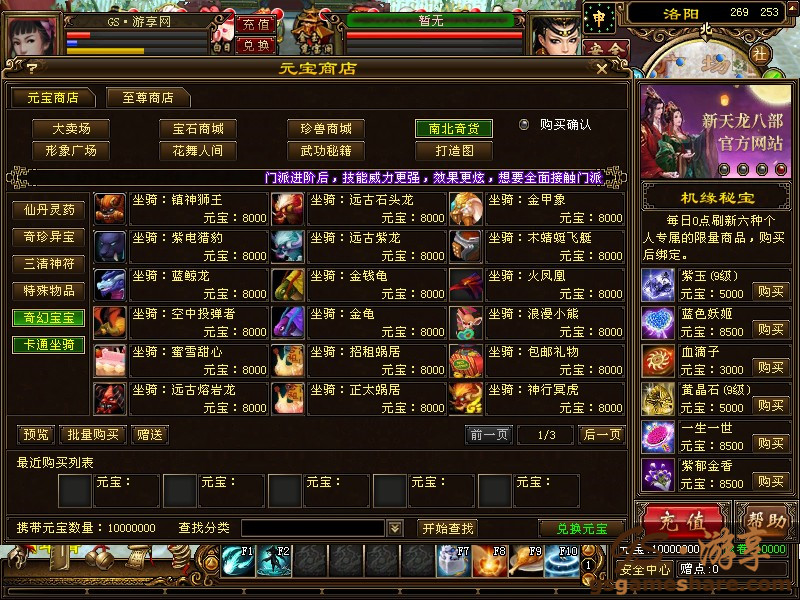 GS·游享网
充值
兑换
暂无
申
洛阳
269 253
北
安全
社
?
元宝商店
×
元宝商店
至尊商店
大卖场
宝石商城
珍兽商城
南北奇货
购买确认
形象广场
花舞人间
武功秘籍
打造图
门派进阶后，技能威力更强，效果更炫，想要全面接触门派
仙丹灵药
奇珍异宝
三清神符
特殊物品
奇幻宝宝
卡通坐骑
坐骑：镇神狮王
元宝：8000
坐骑：远古石头龙
元宝：8000
坐骑：金甲象
元宝：8000
坐骑：紫电猎豹
元宝：8000
坐骑：远古紫龙
元宝：8000
坐骑：木蜻蜓飞艇
元宝：8000
坐骑：蓝鲸龙
元宝：8000
坐骑：金钱龟
元宝：8000
坐骑：火凤凰
元宝：8000
坐骑：空中投弹者
元宝：8000
坐骑：金龟
元宝：8000
坐骑：浪漫小熊
元宝：8000
坐骑：蜜雪甜心
元宝：8000
坐骑：招租蜗居
元宝：8000
坐骑：包邮礼物
元宝：8000
坐骑：远古熔岩龙
元宝：8000
坐骑：正太蜗居
元宝：8000
坐骑：神行冥虎
元宝：8000
预览
批量购买
赠送
前一页
1/3
后一页
最近购买列表
元宝：
元宝：
元宝：
元宝：
元宝：
携带元宝数量：10000000
查找分类
开始查找
兑换元宝
新天龙八部
官方网站
机缘秘宝
每日0点刷新六种个
人专属的限量商品，购买
后绑定。
紫玉(9级)
元宝：5000
购买
蓝色妖姬
元宝：8500
购买
血滴子
元宝：3000
购买
黄晶石(9级)
元宝：5000
购买
一生一世
元宝：8500
购买
紫郁金香
元宝：8500
购买
充值
帮助
F1
F2
F7
F8
F9
F10
1
元宝:10000000
安全中心
赠点:0
游享
gsgameshare.com